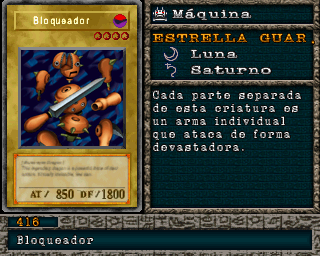 Bloqueador
AT/ 850 DF/1800
Máquina
ESTRELLA GUAR.
Luna
Saturno
Cada parte separada
de esta criatura es
un arma individual
que ataca de forma
devastadora.
416
Bloqueador